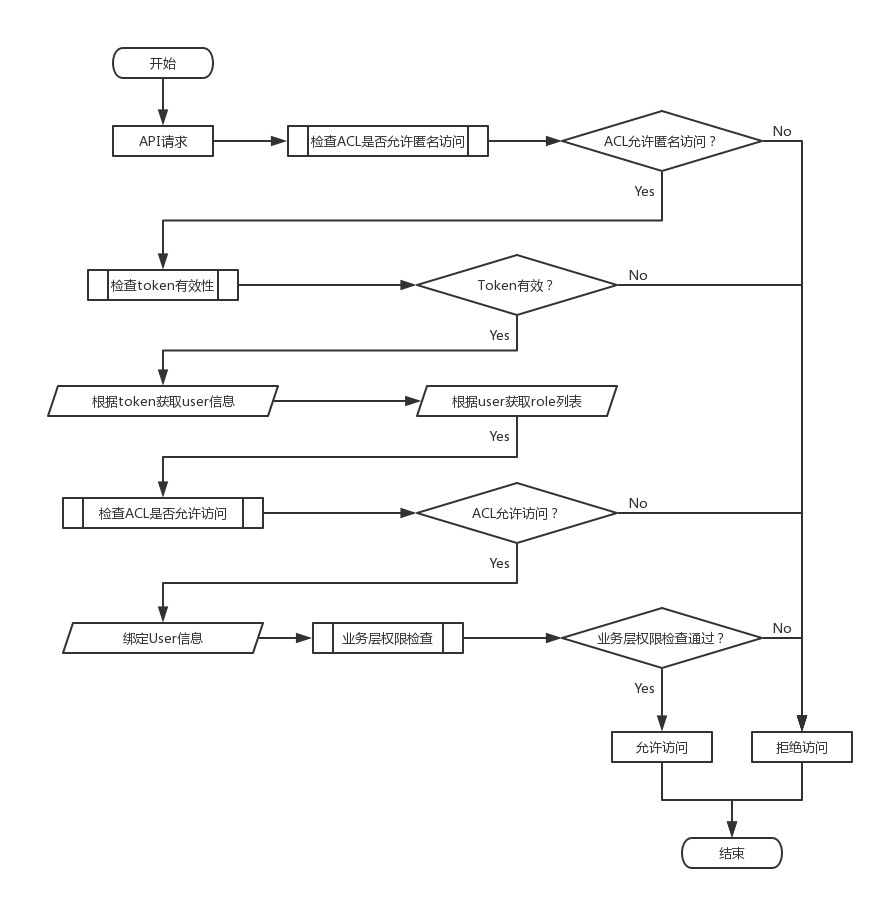 开始
API请求
检查ACL是否允许匿名访问
ACL允许匿名访问？
No
Yes
检查token有效性
Token有效？
No
Yes
根据token获取user信息
根据user获取role列表
Yes
检查ACL是否允许访问
ACL允许访问？
No
Yes
绑定User信息
业务层权限检查
业务层权限检查通过？
No
Yes
允许访问
拒绝访问
结束